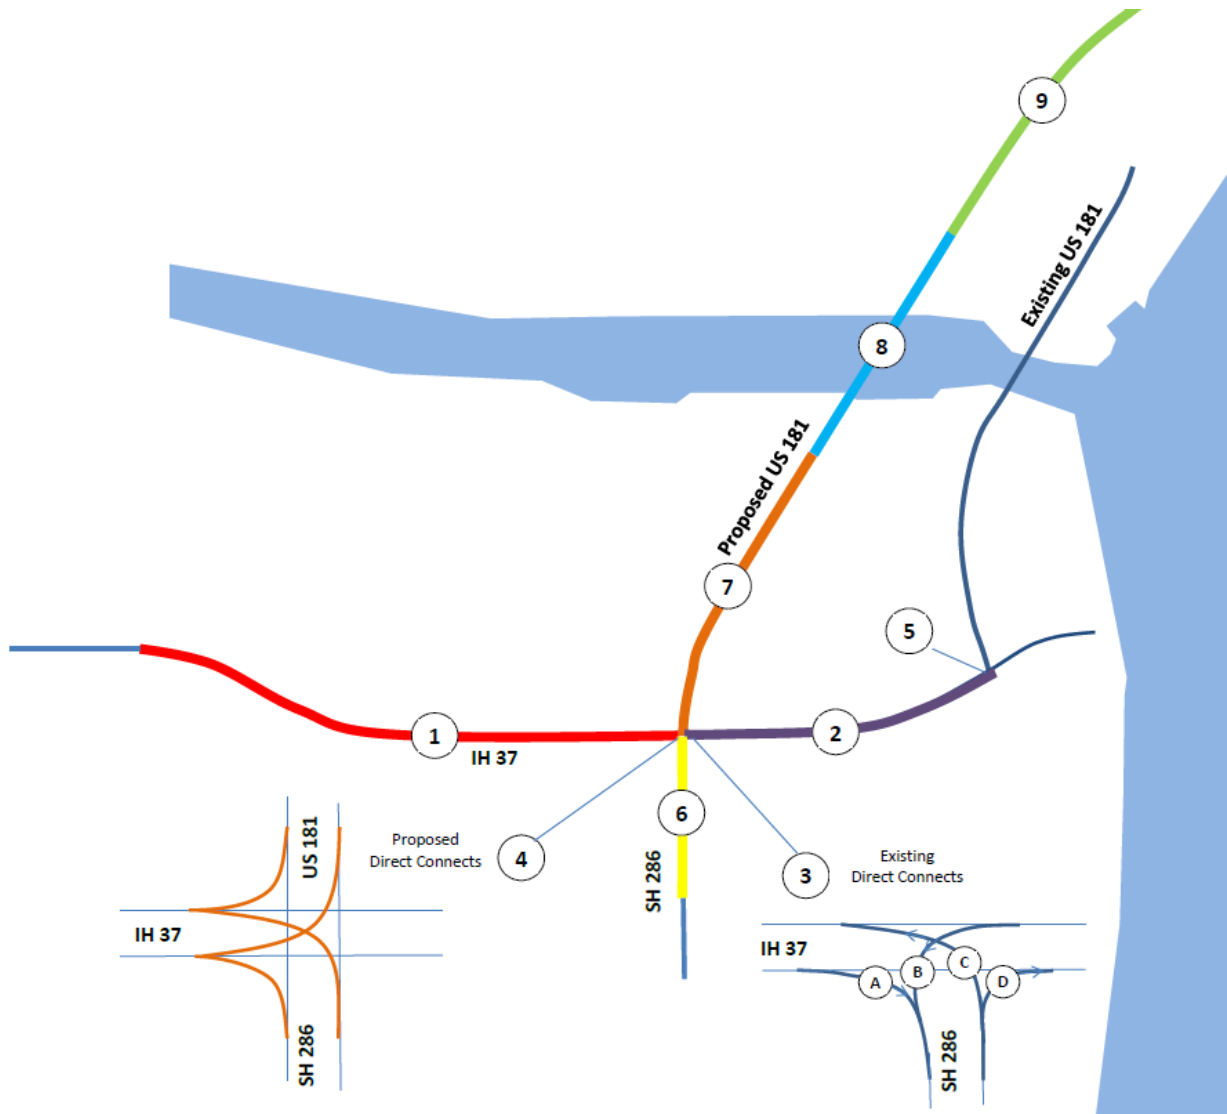 9
Existing US 181
8
Proposed US 181
7
5
1
2
IH 37
6
Proposed
Direct Connects
4
SH 286
3
Existing
Direct Connects
US 181
IH 37
SH 286
IH 37
A
B
C
D
SH 286